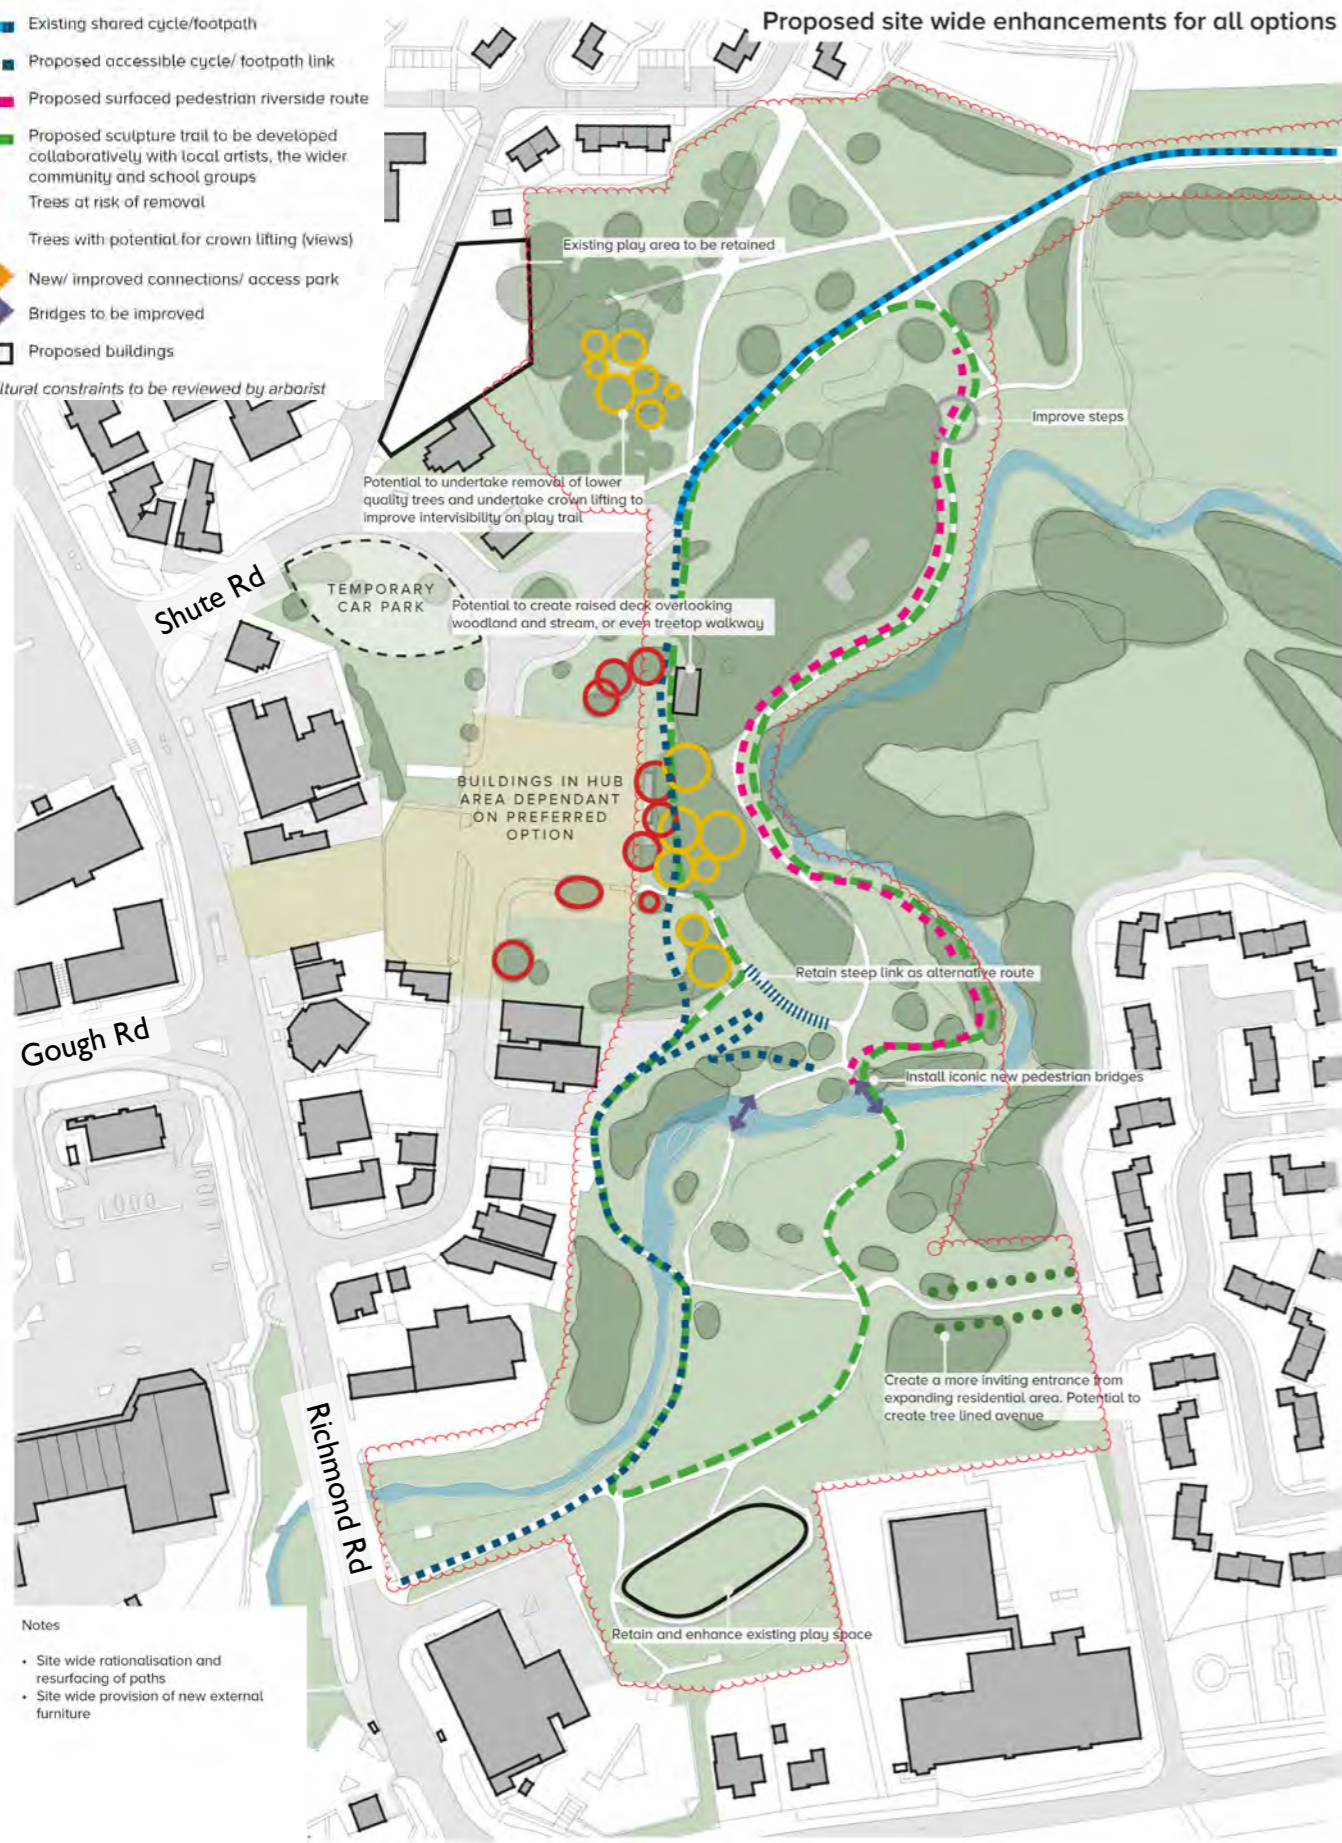 Proposed site wide enhancements for all options
Existing shared cycle/footpath
Proposed accessible cycle/ footpath link
Proposed surfaced pedestrian riverside route
Proposed sculpture trail to be developed
collaboratively with local artists, the wider
community and school groups
Trees at risk of removal
Trees with potential for crown lifting (views)
New/ improved connections/ access park
Bridges to be improved
Proposed buildings
ltural constraints to be reviewed by arborist
Existing play area to be retained
Improve steps
Potential to undertake removal of lower
quality trees and undertake crown lifting to
improve intervisibility on play trail
Shute Rd
TEMPORARY
CAR PARK
Potential to create raised deck overlooking
woodland and stream, or even treetop walkway
BUILDINGS IN HUB
AREA DEPENDANT
ON PREFERRED
OPTION
Retain steep link as alternative route
Gough Rd
Install iconic new pedestrian bridges
Create a more inviting entrance from
expanding residential area. Potential to
create tree lined avenue
Richmond Rd
Retain and enhance existing play space
Notes
• Site wide rationalisation and
resurfacing of paths
• Site wide provision of new external
furniture